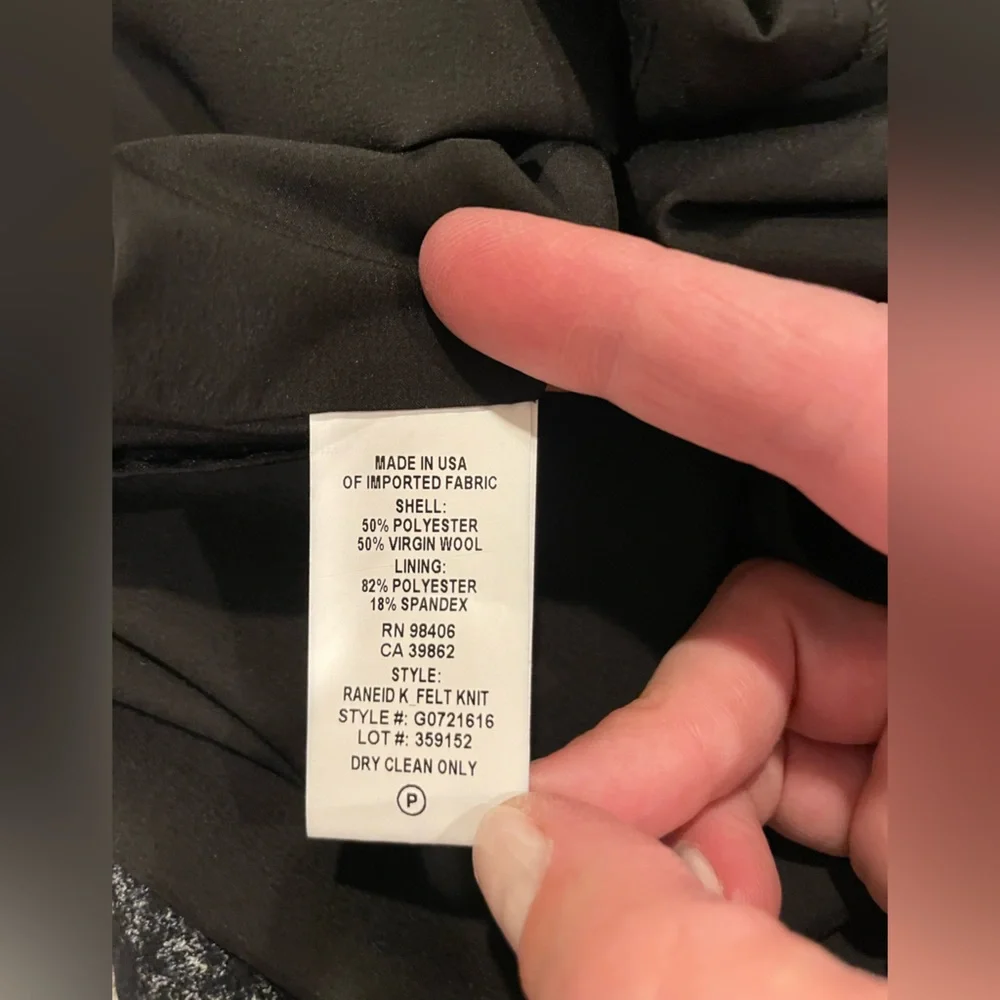 MADE IN USA
OF IMPORTED FABRIC
SHELL:
50% POLYESTER
50% VIRGIN WOOL
LINING:
82% POLYESTER
18% SPANDEX
RN 98406
CA 39862
STYLE:
RANEID K_FELT KNIT
STYLE #: G0721616
LOT #: 359152
DRY CLEAN ONLY
P